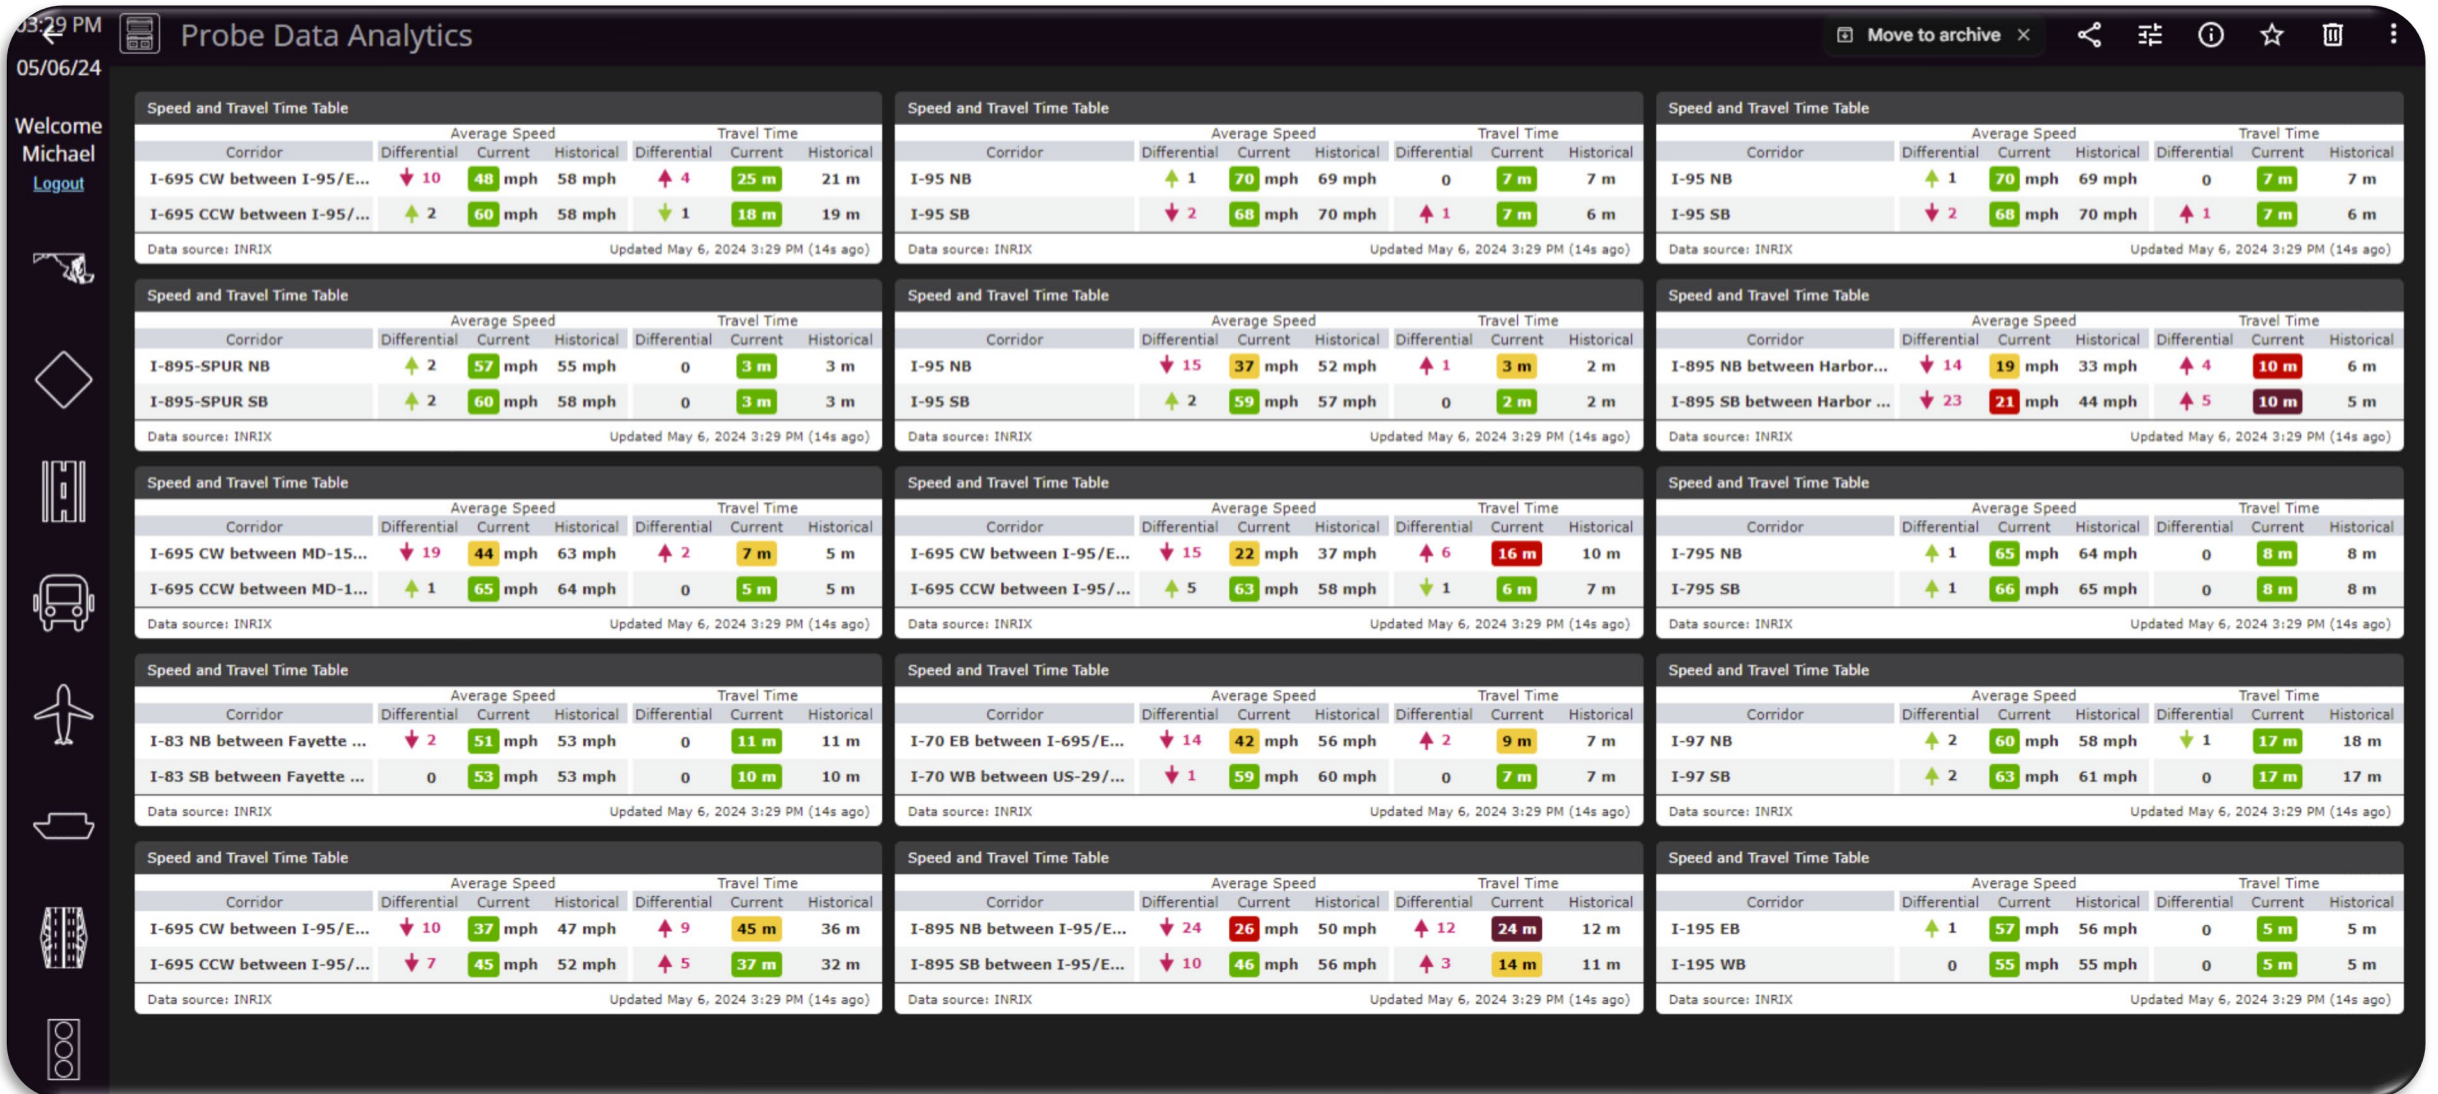 03:29 PM
Probe Data Analytics
Move to archive
05/06/24
Welcome
Michael
Logout
Speed and Travel Time Table
Average Speed Travel Time
Corridor Differential Current Historical Differential Current Historical
I-695 CW between I-95/E... 10 48 mph 58 mph 4 25 m 21 m
I-695 CCW between I-95/... 2 60 mph 58 mph 1 18 m 19 m
Data source: INRIX Updated May 6, 2024 3:29 PM (14s ago)
Speed and Travel Time Table
Average Speed Travel Time
Corridor Differential Current Historical Differential Current Historical
I-95 NB 1 70 mph 69 mph 0 7 m 7 m
I-95 SB 2 68 mph 70 mph 1 7 m 6 m
Data source: INRIX Updated May 6, 2024 3:29 PM (14s ago)
Speed and Travel Time Table
Average Speed Travel Time
Corridor Differential Current Historical Differential Current Historical
I-95 NB 1 70 mph 69 mph 0 7 m 7 m
I-95 SB 2 68 mph 70 mph 1 7 m 6 m
Data source: INRIX Updated May 6, 2024 3:29 PM (14s ago)
Speed and Travel Time Table
Average Speed Travel Time
Corridor Differential Current Historical Differential Current Historical
I-895-SPUR NB 2 57 mph 55 mph 0 3 m 3 m
I-895-SPUR SB 2 60 mph 58 mph 0 3 m 3 m
Data source: INRIX Updated May 6, 2024 3:29 PM (14s ago)
Speed and Travel Time Table
Average Speed Travel Time
Corridor Differential Current Historical Differential Current Historical
I-95 NB 15 37 mph 52 mph 1 3 m 2 m
I-95 SB 2 59 mph 57 mph 0 2 m 2 m
Data source: INRIX Updated May 6, 2024 3:29 PM (14s ago)
Speed and Travel Time Table
Average Speed Travel Time
Corridor Differential Current Historical Differential Current Historical
I-895 NB between Harbor... 14 19 mph 33 mph 4 10 m 6 m
I-895 SB between Harbor ... 23 21 mph 44 mph 5 10 m 5 m
Data source: INRIX Updated May 6, 2024 3:29 PM (14s ago)
Speed and Travel Time Table
Average Speed Travel Time
Corridor Differential Current Historical Differential Current Historical
I-695 CW between MD-15... 19 44 mph 63 mph 2 7 m 5 m
I-695 CCW between MD-1... 1 65 mph 64 mph 0 5 m 5 m
Data source: INRIX Updated May 6, 2024 3:29 PM (14s ago)
Speed and Travel Time Table
Average Speed Travel Time
Corridor Differential Current Historical Differential Current Historical
I-695 CW between I-95/E... 15 22 mph 37 mph 6 16 m 10 m
I-695 CCW between I-95/... 5 63 mph 58 mph 1 6 m 7 m
Data source: INRIX Updated May 6, 2024 3:29 PM (14s ago)
Speed and Travel Time Table
Average Speed Travel Time
Corridor Differential Current Historical Differential Current Historical
I-795 NB 1 65 mph 64 mph 0 8 m 8 m
I-795 SB 1 66 mph 65 mph 0 8 m 8 m
Data source: INRIX Updated May 6, 2024 3:29 PM (14s ago)
Speed and Travel Time Table
Average Speed Travel Time
Corridor Differential Current Historical Differential Current Historical
I-83 NB between Fayette ... 2 51 mph 53 mph 0 11 m 11 m
I-83 SB between Fayette ... 0 53 mph 53 mph 0 10 m 10 m
Data source: INRIX Updated May 6, 2024 3:29 PM (14s ago)
Speed and Travel Time Table
Average Speed Travel Time
Corridor Differential Current Historical Differential Current Historical
I-70 EB between I-695/E... 14 42 mph 56 mph 2 9 m 7 m
I-70 WB between US-29/... 1 59 mph 60 mph 0 7 m 7 m
Data source: INRIX Updated May 6, 2024 3:29 PM (14s ago)
Speed and Travel Time Table
Average Speed Travel Time
Corridor Differential Current Historical Differential Current Historical
I-97 NB 2 60 mph 58 mph 1 17 m 18 m
I-97 SB 2 63 mph 61 mph 0 17 m 17 m
Data source: INRIX Updated May 6, 2024 3:29 PM (14s ago)
Speed and Travel Time Table
Average Speed Travel Time
Corridor Differential Current Historical Differential Current Historical
I-695 CW between I-95/E... 10 37 mph 47 mph 9 45 m 36 m
I-695 CCW between I-95/... 7 45 mph 52 mph 5 37 m 32 m
Data source: INRIX Updated May 6, 2024 3:29 PM (14s ago)
Speed and Travel Time Table
Average Speed Travel Time
Corridor Differential Current Historical Differential Current Historical
I-895 NB between I-95/E... 24 26 mph 50 mph 12 24 m 12 m
I-895 SB between I-95/E... 10 46 mph 56 mph 3 14 m 11 m
Data source: INRIX Updated May 6, 2024 3:29 PM (14s ago)
Speed and Travel Time Table
Average Speed Travel Time
Corridor Differential Current Historical Differential Current Historical
I-195 EB 1 57 mph 56 mph 0 5 m 5 m
I-195 WB 0 55 mph 55 mph 0 5 m 5 m
Data source: INRIX Updated May 6, 2024 3:29 PM (14s ago)